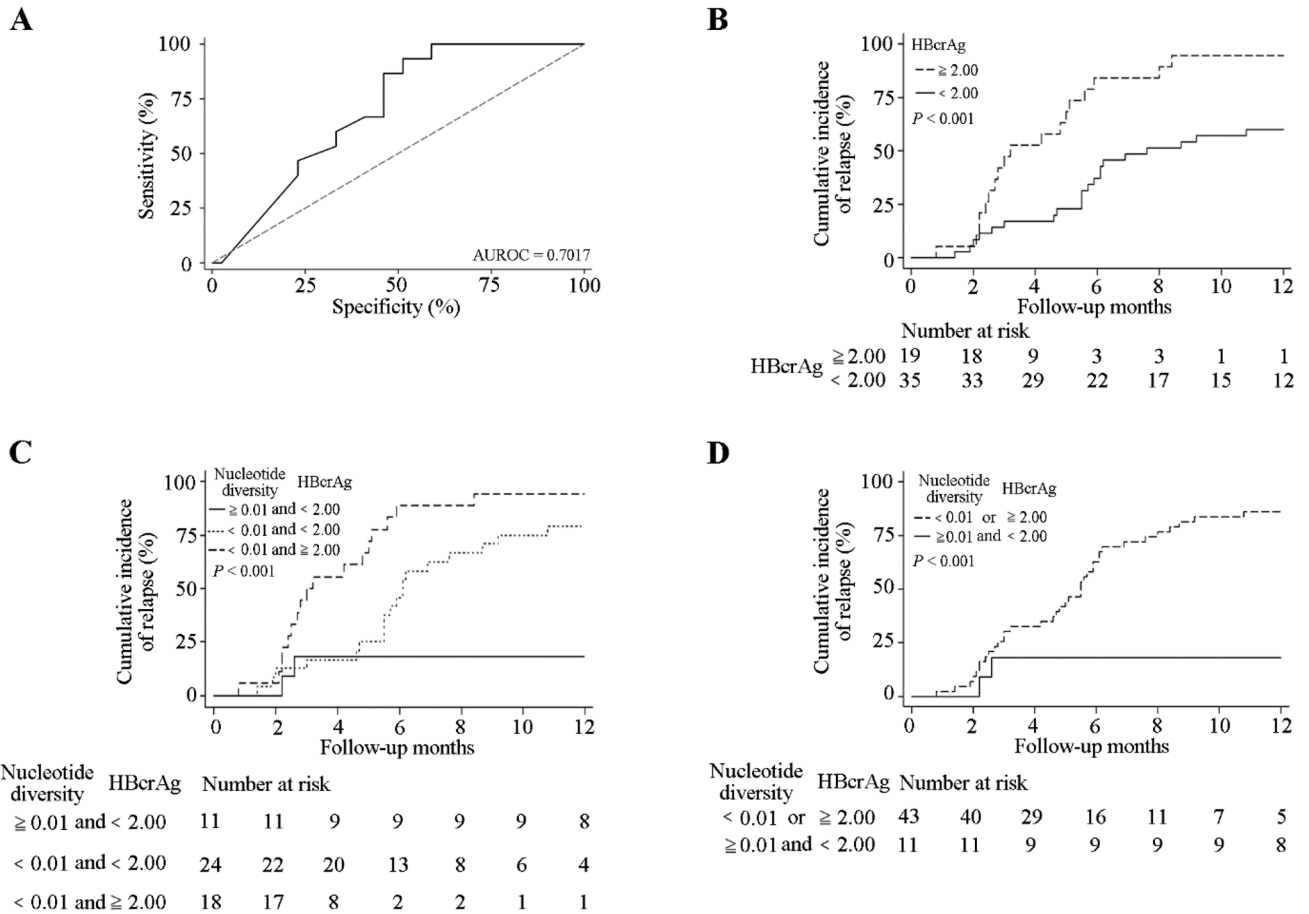 A
100
75
50
25
0
Sensitivity (%)
AUROC = 0.7017
0 25 50 75 100
Specificity (%)
B
100
75
50
25
0
Cumulative incidence
of relapse (%)
HBcrAg
≧ 2.00
< 2.00
P < 0.001
0 2 4 6 8 10 12
Follow-up months
Number at risk
HBcrAg
≧ 2.00 19 18 9 3 3 1 1
< 2.00 35 33 29 22 17 15 12
C
100
75
50
25
0
Cumulative incidence
of relapse (%)
Nucleotide
diversity HBcrAg
≧ 0.01 and < 2.00
< 0.01 and < 2.00
< 0.01 and ≧ 2.00
P < 0.001
0 2 4 6 8 10 12
Follow-up months
Nucleotide
diversity HBcrAg Number at risk
≧ 0.01 and < 2.00 11 11 9 9 9 9 8
< 0.01 and < 2.00 24 22 20 13 8 6 4
< 0.01 and ≧ 2.00 18 17 8 2 2 1 1
D
100
75
50
25
0
Cumulative incidence
of relapse (%)
Nucleotide
diversity HBcrAg
< 0.01 or ≧ 2.00
≧ 0.01 and < 2.00
P < 0.001
0 2 4 6 8 10 12
Follow-up months
Nucleotide
diversity HBcrAg Number at risk
< 0.01 or ≧ 2.00 43 40 29 16 11 7 5
≧ 0.01 and < 2.00 11 11 9 9 9 9 8